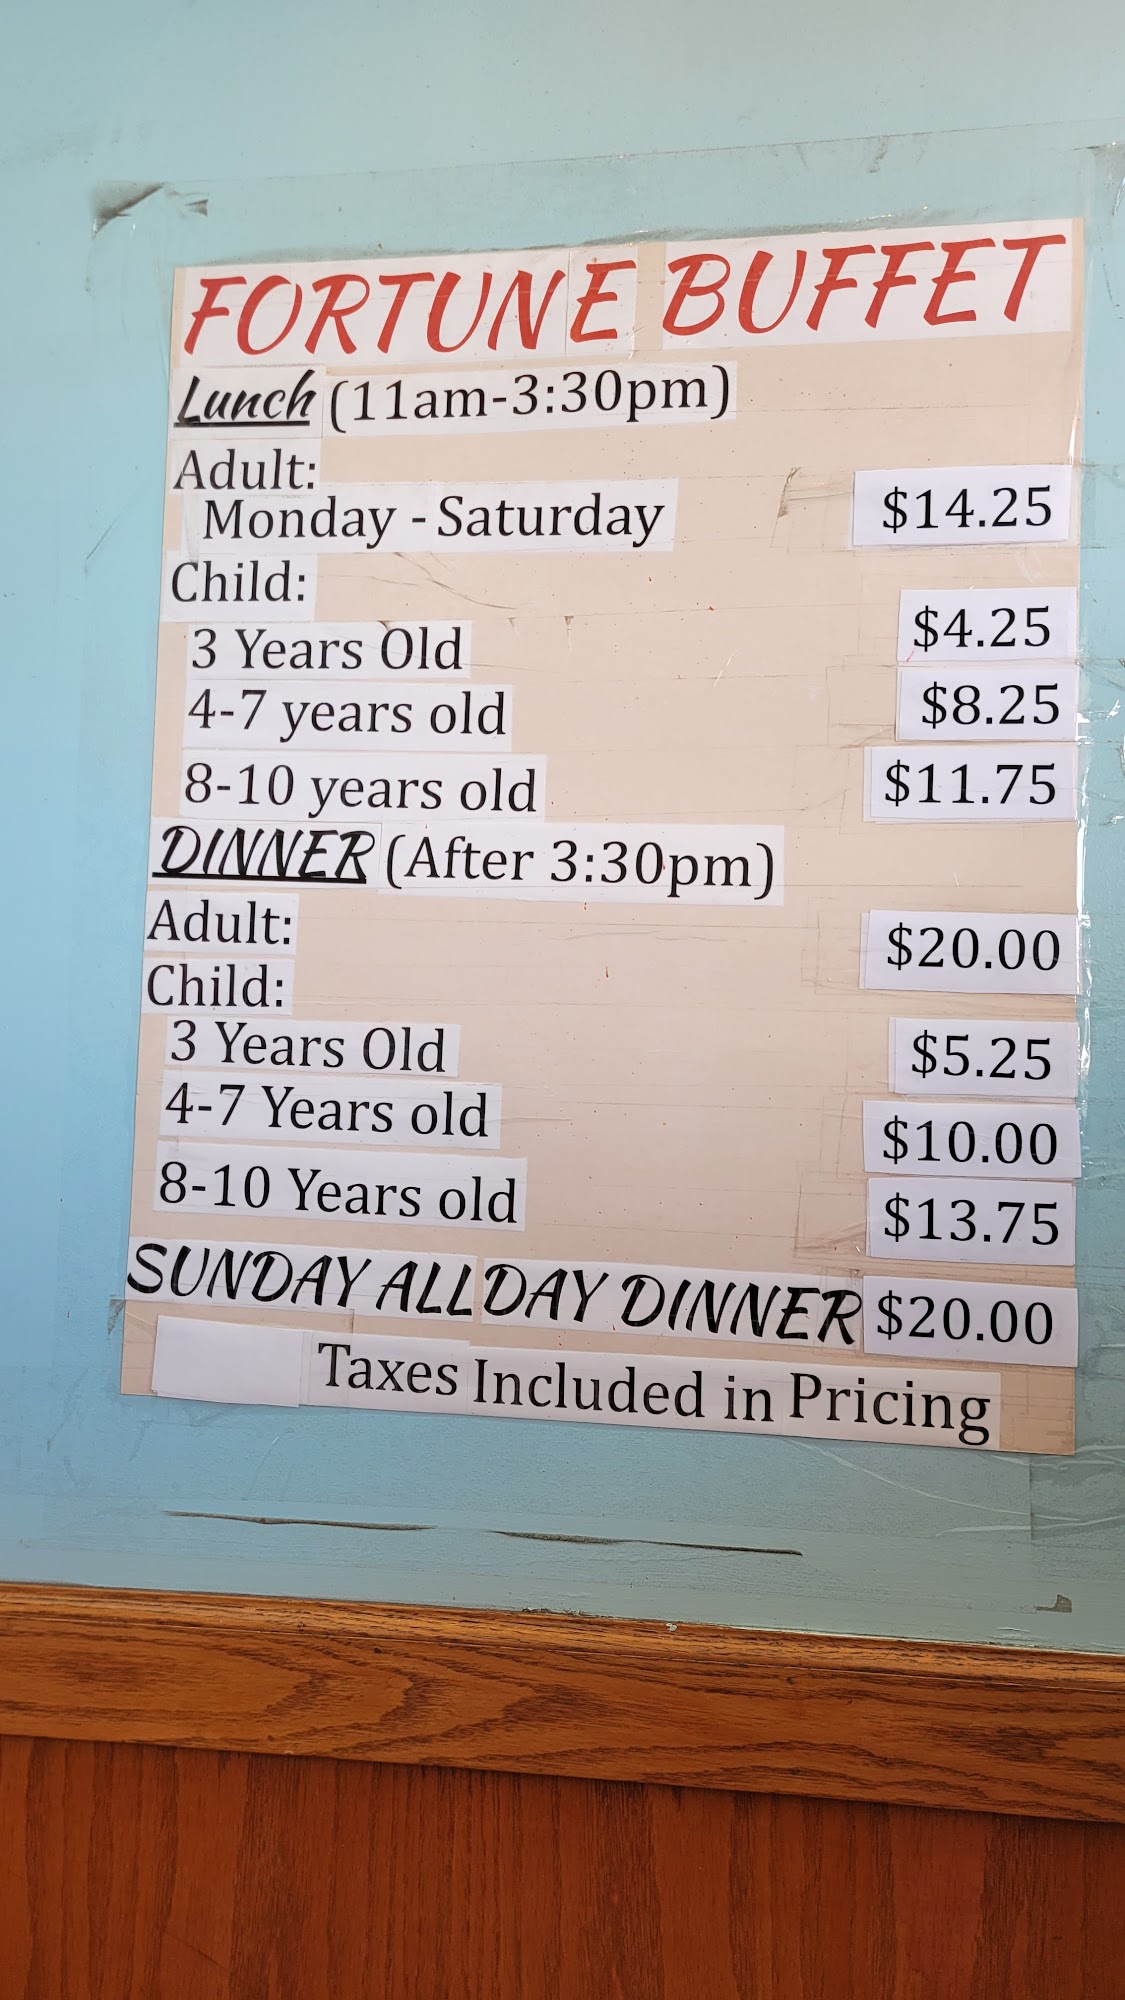 FORTUNE BUFFET
Lunch (11am-3:30pm)
Adult:
Monday - Saturday $14.25
Child:
3 Years Old $4.25
4-7 years old $8.25
8-10 years old $11.75
DINNER (After 3:30pm)
Adult: $20.00
Child:
3 Years Old $5.25
4-7 Years old $10.00
8-10 Years old $13.75
SUNDAY ALL DAY DINNER $20.00
Taxes Included in Pricing